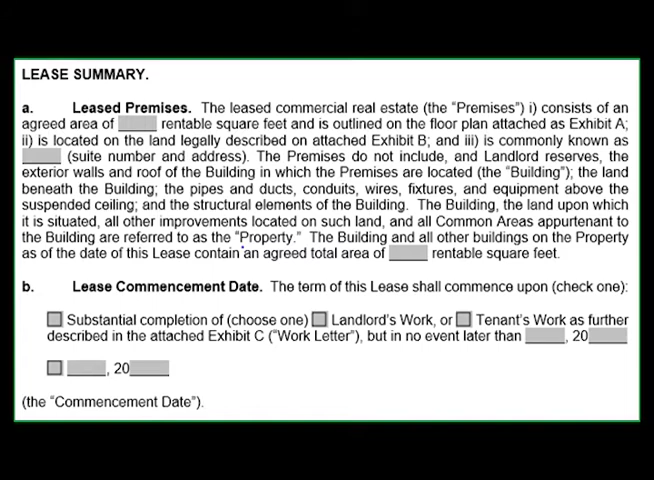 LEASE SUMMARY.
a. Leased Premises. The leased commercial real estate (the “Premises”) i) consists of an
agreed area of _____ rentable square feet and is outlined on the floor plan attached as Exhibit A;
ii) is located on the land legally described on attached Exhibit B; and iii) is commonly known as
_____ (suite number and address). The Premises do not include, and Landlord reserves, the
exterior walls and roof of the Building in which the Premises are located (the “Building”); the land
beneath the Building; the pipes and ducts, conduits, wires, fixtures, and equipment above the
suspended ceiling; and the structural elements of the Building. The Building, the land upon which
it is situated, all other improvements located on such land, and all Common Areas appurtenant to
the Building are referred to as the “Property.” The Building and all other buildings on the Property
as of the date of this Lease contain an agreed total area of _____ rentable square feet.
b. Lease Commencement Date. The term of this Lease shall commence upon (check one):
☐ Substantial completion of (choose one) ☐ Landlord’s Work, or ☐ Tenant’s Work as further
described in the attached Exhibit C (“Work Letter”), but in no event later than _____, 20_____
☐ _____, 20_____
(the “Commencement Date”).